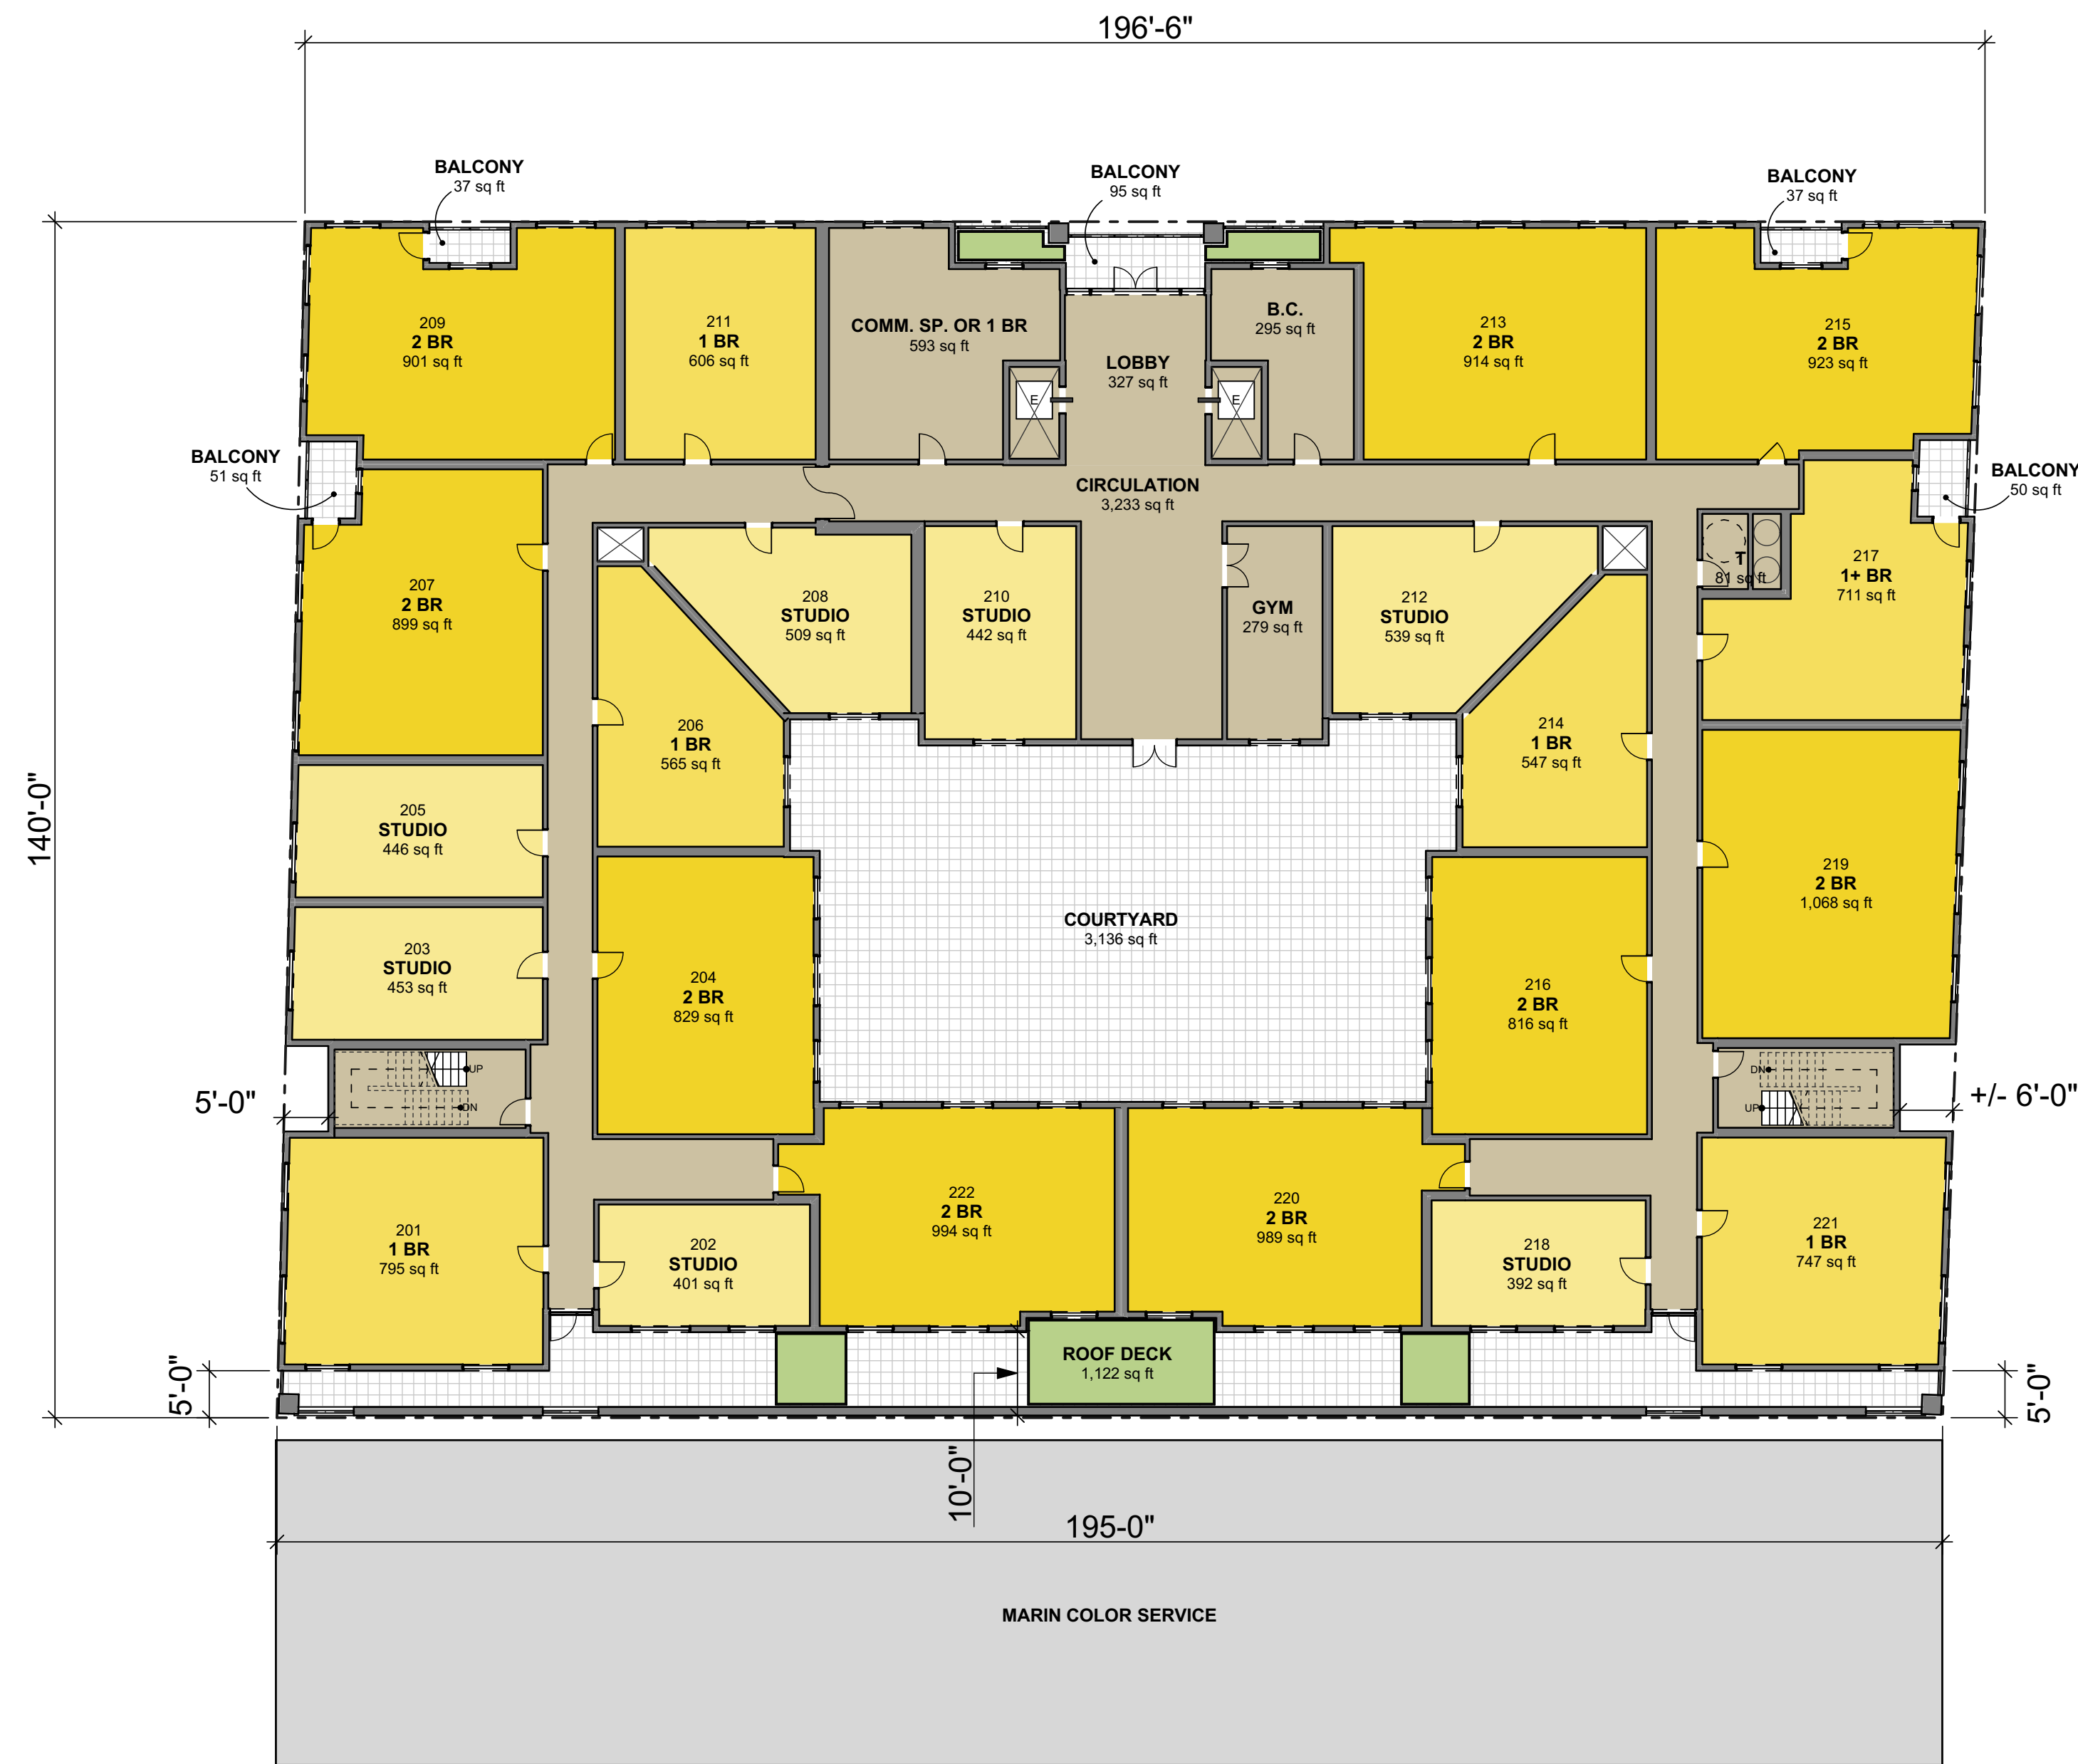 196'-6"
BALCONY
37 sq ft
BALCONY
95 sq ft
BALCONY
37 sq ft
209
2 BR
901 sq ft
211
1 BR
606 sq ft
COMM. SP. OR 1 BR
593 sq ft
LOBBY
327 sq ft
B.C.
295 sq ft
213
2 BR
914 sq ft
215
2 BR
923 sq ft
E
E
BALCONY
51 sq ft
CIRCULATION
3,233 sq ft
BALCONY
50 sq ft
207
2 BR
899 sq ft
208
STUDIO
509 sq ft
210
STUDIO
442 sq ft
GYM
279 sq ft
212
STUDIO
539 sq ft
T
81 sq ft
217
1+ BR
711 sq ft
206
1 BR
565 sq ft
214
1 BR
547 sq ft
140'-0"
205
STUDIO
446 sq ft
219
2 BR
1,068 sq ft
COURTYARD
3,136 sq ft
203
STUDIO
453 sq ft
204
2 BR
829 sq ft
216
2 BR
816 sq ft
UP
DN
DN
UP
5'-0"
+/- 6'-0"
201
1 BR
795 sq ft
202
STUDIO
401 sq ft
222
2 BR
994 sq ft
220
2 BR
989 sq ft
218
STUDIO
392 sq ft
221
1 BR
747 sq ft
ROOF DECK
1,122 sq ft
5'-0"
5'-0"
10'-0"
195-0"
MARIN COLOR SERVICE